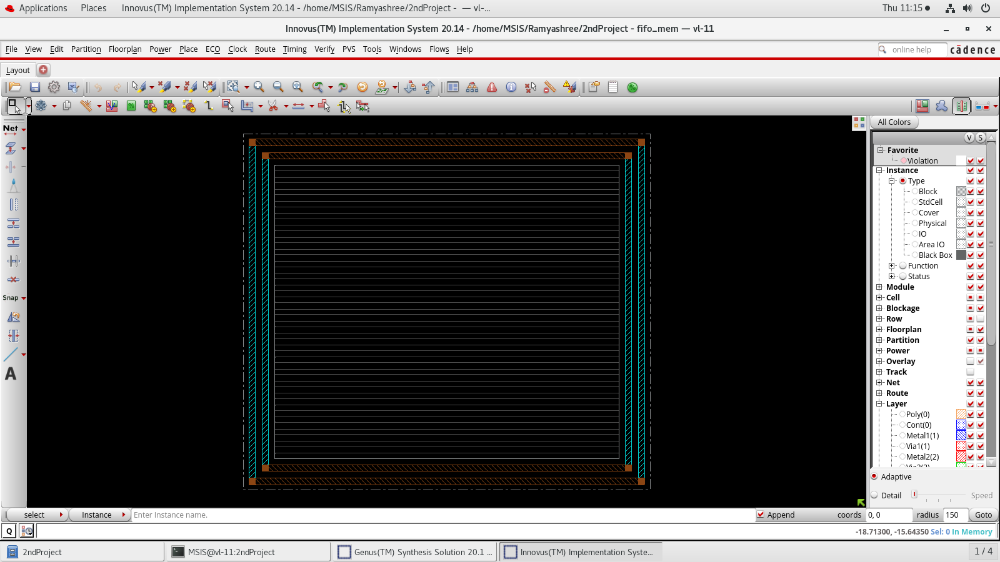 Applications Places Innovus(TM) Implementation System 20.14 - /home/MSIS/Ramyashree/2ndProject - — vl-... Thu 11:15
Innovus(TM) Implementation System 20.14 - /home/MSIS/Ramyashree/2ndProject - fifo_mem — vl-11
File View Edit Partition Floorplan Power Place ECO Clock Route Timing Verify PVS Tools Windows Flows Help online help cādence
Layout
Net
Snap
A
All Colors
V S
Favorite
Violation
Instance
Type
Block
StdCell
Cover
Physical
IO
Area IO
Black Box
Function
Status
Module
Cell
Blockage
Row
Floorplan
Partition
Power
Overlay
Track
Net
Route
Layer
Poly(0)
Cont(0)
Metal1(1)
Via1(1)
Metal2(2)
Adaptive
Detail Speed
select Instance Enter Instance name. Append coords 0, 0 radius 150 Goto
Q -18.71300, -15.64350 Sel: 0 In Memory
2ndProject MSIS@vl-11:2ndProject Genus(TM) Synthesis Solution 20.1 ... Innovus(TM) Implementation Syste... 1 / 4